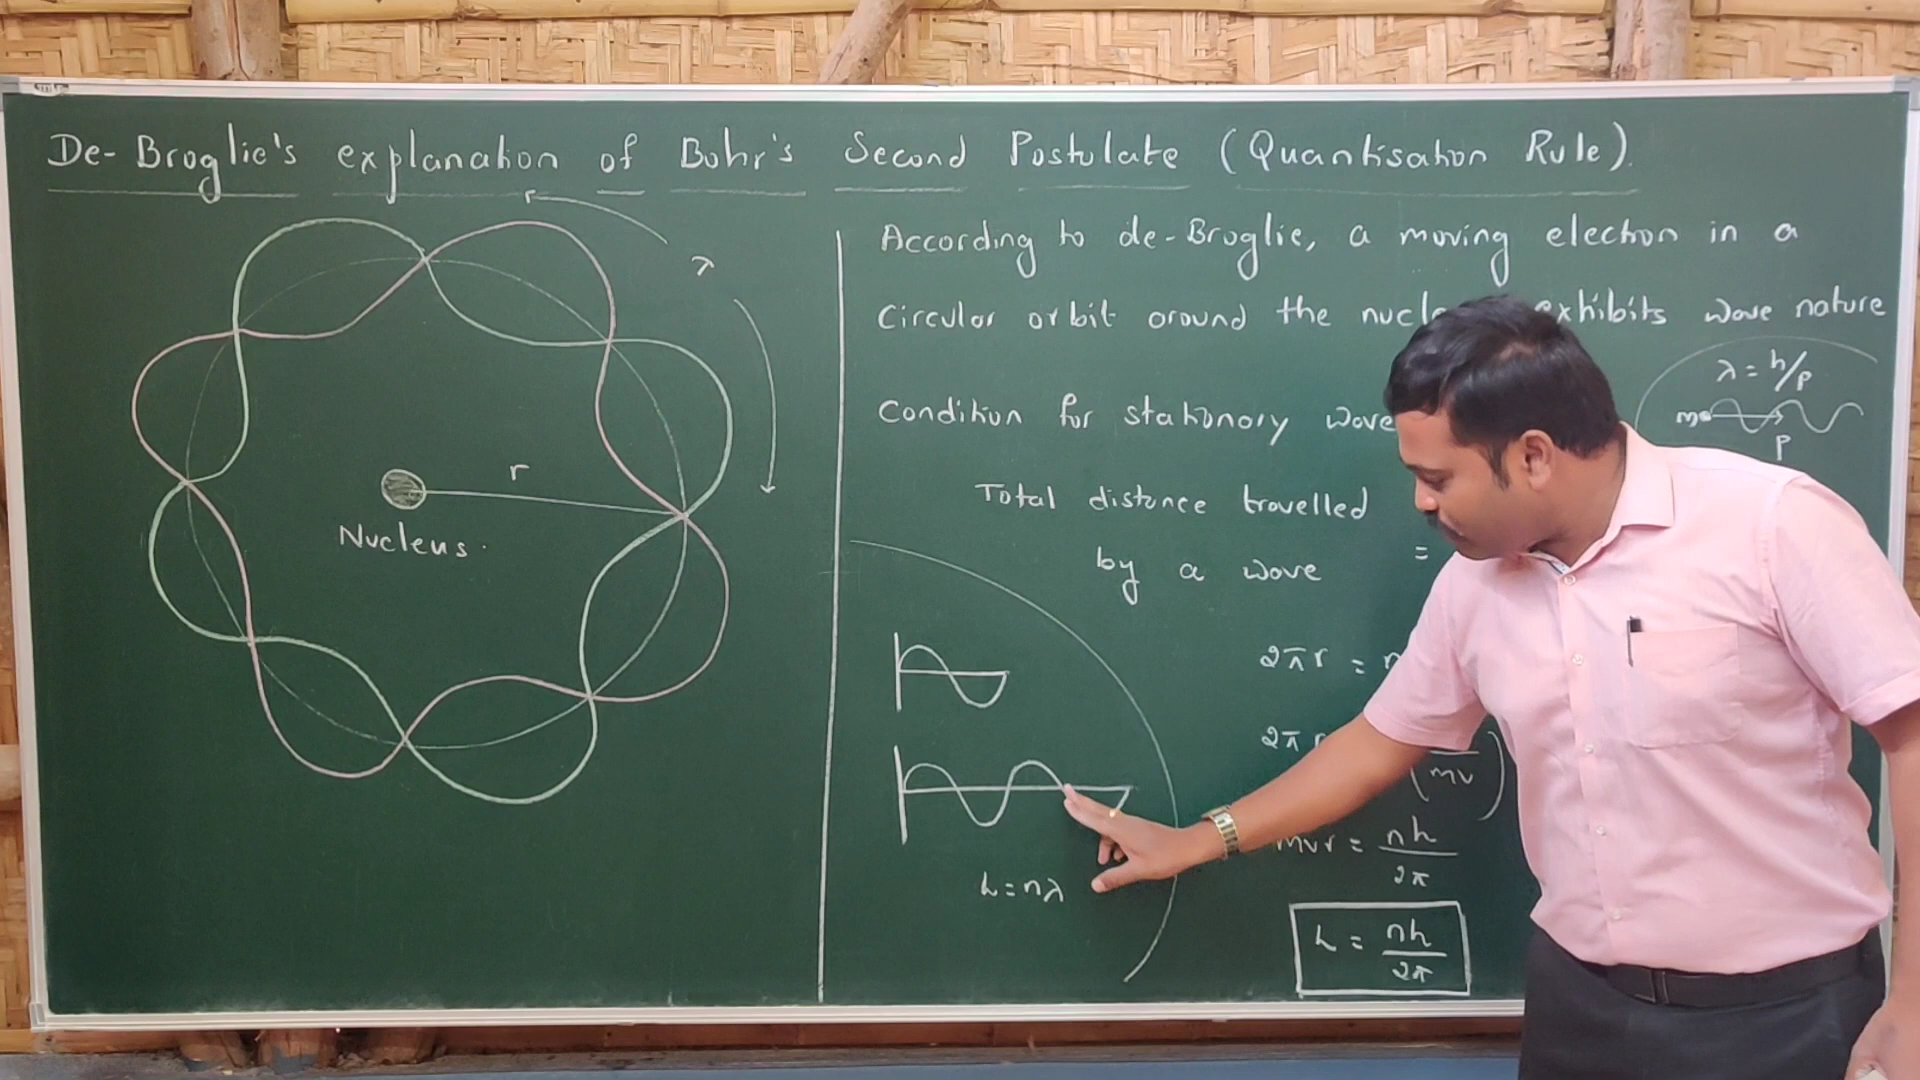 De-Broglie's explanation of Bohr's Second Postulate (Quantisation Rule).
According to de-Broglie, a moving electron in a
Circular orbit around the exhibits wave nature
λ = h/p
m
p
Condition for stationary wave
Total distance travelled
by a wave =
r
Nucleus.
2πr =
2πr
mv
mvr = nh/2π
L = nλ
L = nh/2π